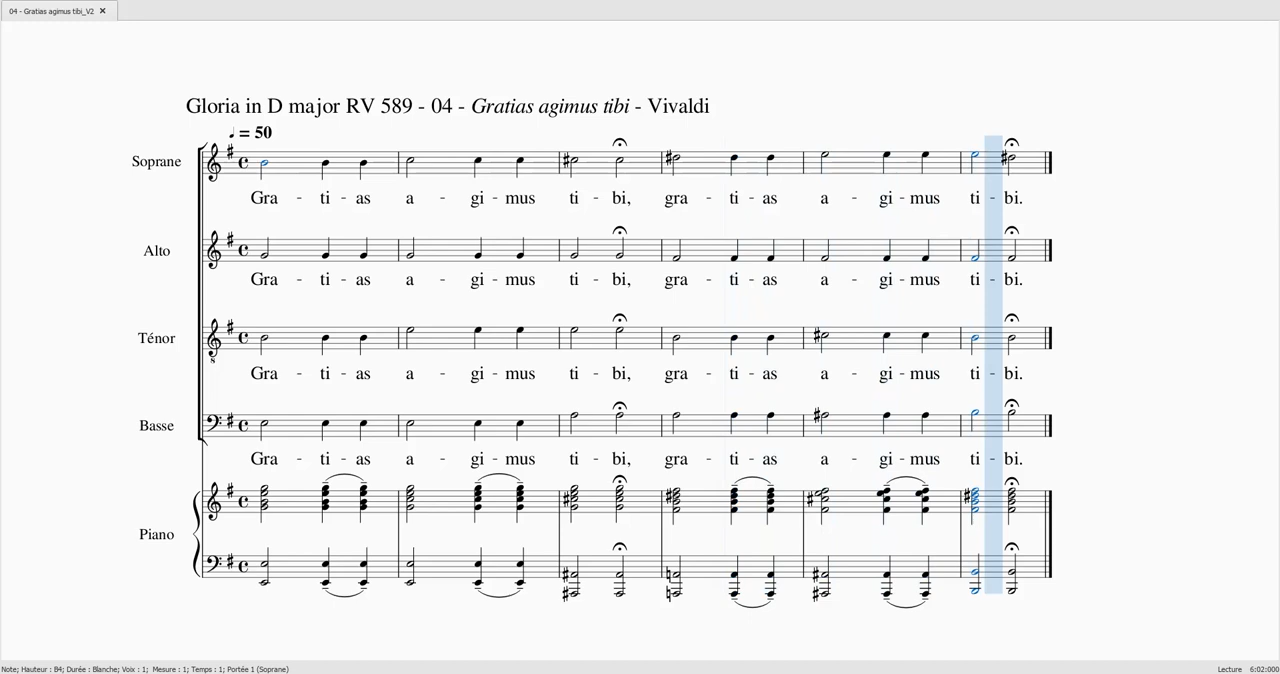 04 - Gratias agimus tibi_V2 ×
Gloria in D major RV 589 - 04 - Gratias agimus tibi - Vivaldi
♩ = 50
Soprane
Gra - ti - as a - gi - mus ti - bi, gra - ti - as a - gi - mus ti - bi.
Alto
Gra - ti - as a - gi - mus ti - bi, gra - ti - as a - gi - mus ti - bi.
Ténor
8
Gra - ti - as a - gi - mus ti - bi, gra - ti - as a - gi - mus ti - bi.
Basse
Gra - ti - as a - gi - mus ti - bi, gra - ti - as a - gi - mus ti - bi.
Piano
Note; Hauteur : B4; Durée : Blanche; Voix : 1; Mesure : 1; Temps : 1; Portée 1 (Soprane)
Lecture 6:02:000